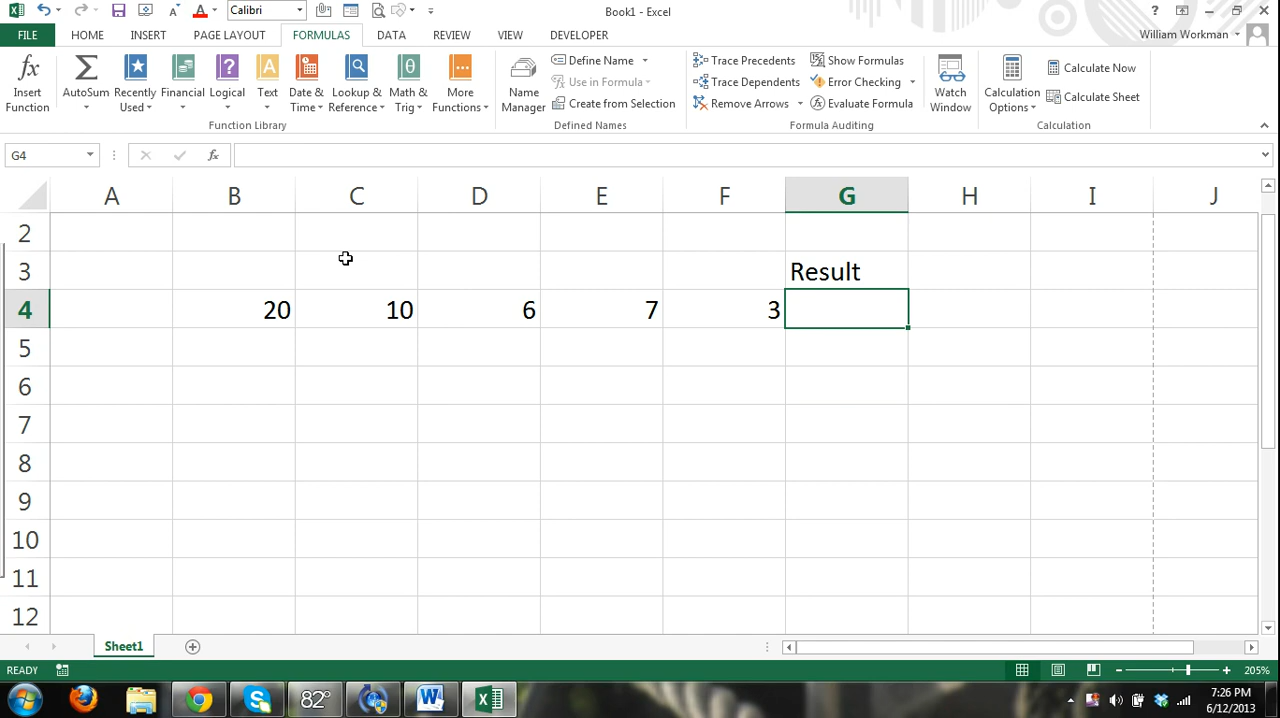 Calibri
Book1 - Excel
?
FILE HOME INSERT PAGE LAYOUT FORMULAS DATA REVIEW VIEW DEVELOPER William Workman
Insert Function
AutoSum
Recently Used
Financial
Logical
Text
Date & Time
Lookup & Reference
Math & Trig
More Functions
Function Library
Name Manager
Define Name
Use in Formula
Create from Selection
Defined Names
Trace Precedents
Trace Dependents
Remove Arrows
Show Formulas
Error Checking
Evaluate Formula
Formula Auditing
Watch Window
Calculation Options
Calculate Now
Calculate Sheet
Calculation
G4
fx
A B C D E F G H I J
2
3 Result
4 20 10 6 7 3
5
6
7
8
9
10
11
12
Sheet1
READY 205%
82° 7:26 PM
6/12/2013